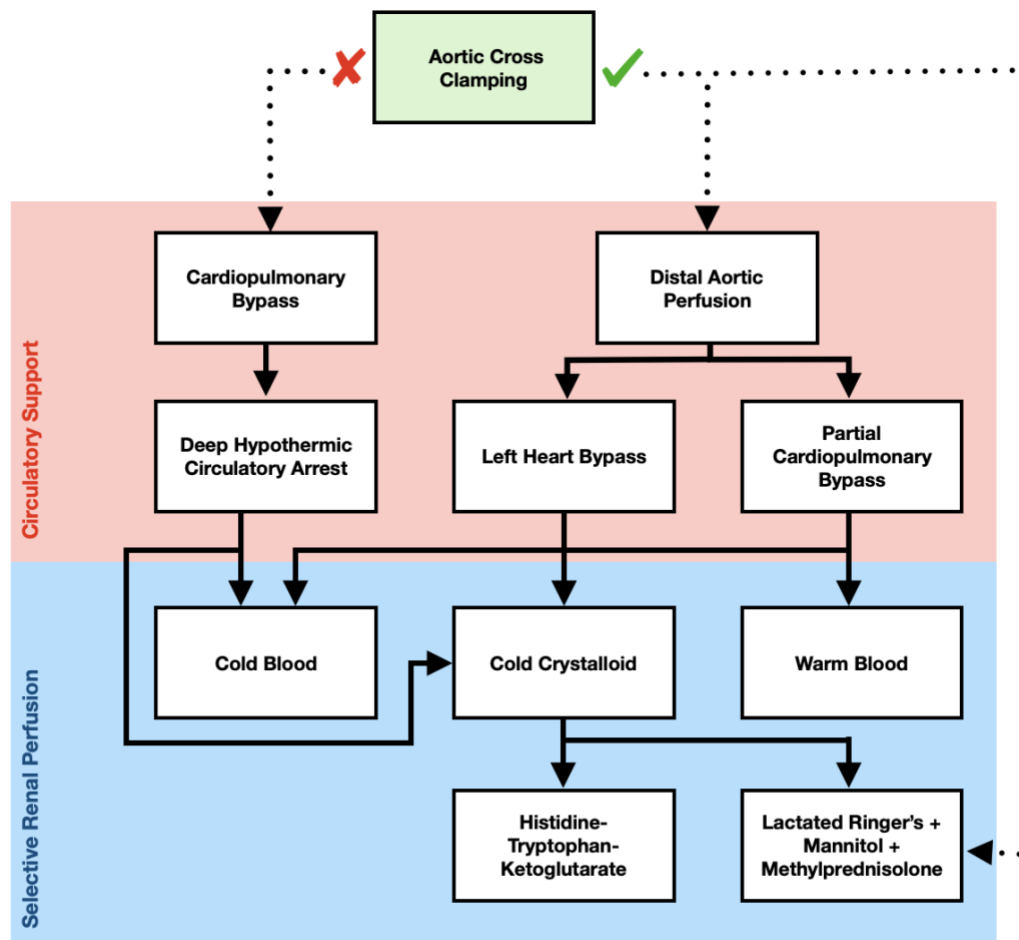 Aortic Cross
Clamping
Circulatory Support
Cardiopulmonary
Bypass
Distal Aortic
Perfusion
Deep Hypothermic
Circulatory Arrest
Left Heart Bypass
Partial
Cardiopulmonary
Bypass
Selective Renal Perfusion
Cold Blood
Cold Crystalloid
Warm Blood
Histidine-
Tryptophan-
Ketoglutarate
Lactated Ringer's +
Mannitol +
Methylprednisolone